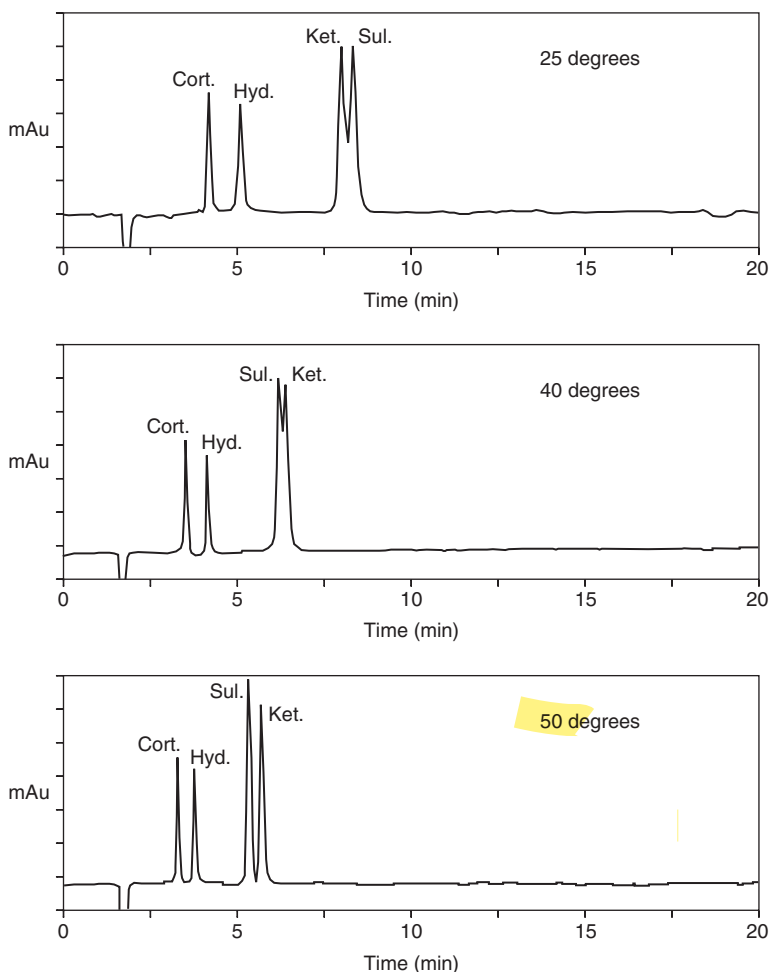 Ket. Sul.
25 degrees
Cort.
Hyd.
mAu
0 5 10 15 20
Time (min)
Sul. Ket.
40 degrees
Cort.
Hyd.
mAu
0 5 10 15 20
Time (min)
Sul.
Ket.
50 degrees
Cort.
Hyd.
mAu
0 5 10 15 20
Time (min)